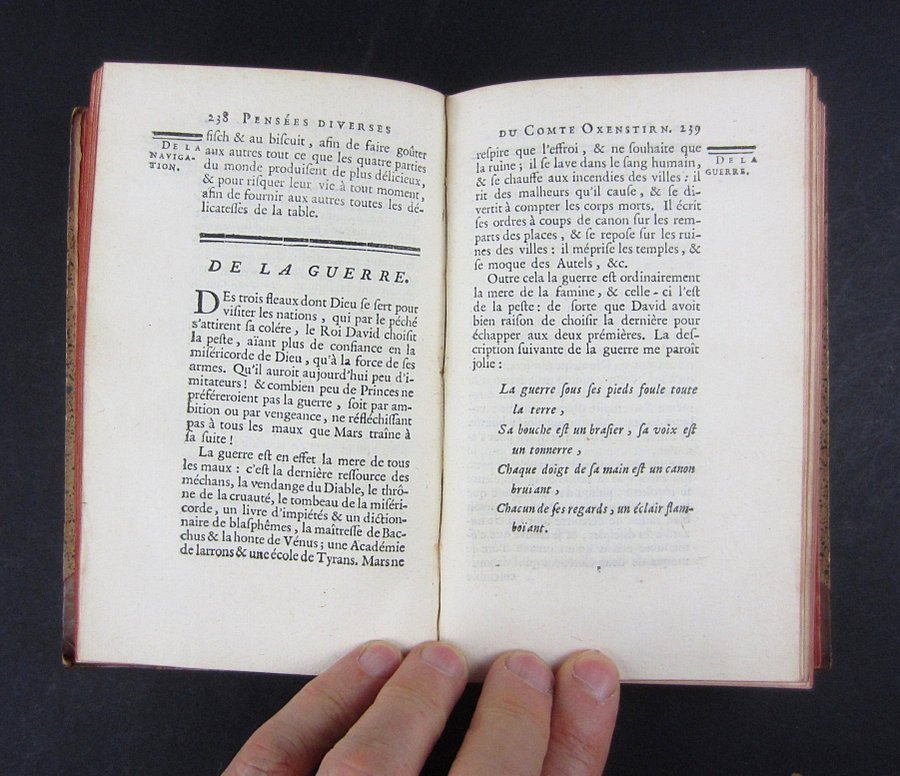 238 PENSÉES DIVERSES
DE LA
NAVIGA-
TION.
fisch & au biscuit, afin de faire goûter
aux autres tout ce que les quatre parties
du monde produisent de plus délicieux,
& pour risquer leur vie à tout moment,
afin de fournir aux autres toutes les dé-
licatesses de la table.
DE LA GUERRE.
DEs trois fleaux dont Dieu se sert pour
visiter les nations, qui par le péché
s'attirent sa colére, le Roi David choisit
la peste, aïant plus de confiance en la
miséricorde de Dieu, qu'à la force de ses
armes. Qu'il auroit aujourd'hui peu d'i-
mitateurs! & combien peu de Princes ne
préféreroient pas la guerre, soit par am-
bition ou par vengeance, ne réfléchissant
pas à tous les maux que Mars traîne à
sa suite!
La guerre est en effet la mere de tous
les maux: c'est la dernière ressource des
méchans, la vendange du Diable, le thrô-
ne de la cruauté, le tombeau de la miséri-
corde, un livre d'impiétés & un diction-
naire de blasphêmes, la maîtresse de Bac-
chus & la honte de Vénus; une Académie
de larrons & une école de Tyrans. Mars ne
DU COMTE OXENSTIRN. 239
DE LA
GUERRE.
respire que l'effroi, & ne souhaite que
la ruine; il se lave dans le sang humain,
& se chauffe aux incendies des villes: il
rit des malheurs qu'il cause, & se di-
vertit à compter les corps morts. Il écrit
ses ordres à coups de canon sur les rem-
parts des places, & se repose sur les rui-
nes des villes: il méprise les temples, &
se moque des Autels, &c.
Outre cela la guerre est ordinairement
la mere de la famine, & celle-ci l'est
de la peste: de sorte que David avoit
bien raison de choisir la dernière pour
échapper aux deux prémières. La des-
cription suivante de la guerre me paroît
jolie:
La guerre sous ses pieds foule toute
la terre,
Sa bouche est un brasier, sa voix est
un tonnerre,
Chaque doigt de sa main est un canon
bruiant,
Chacun de ses regards, un éclair flam-
boiant.